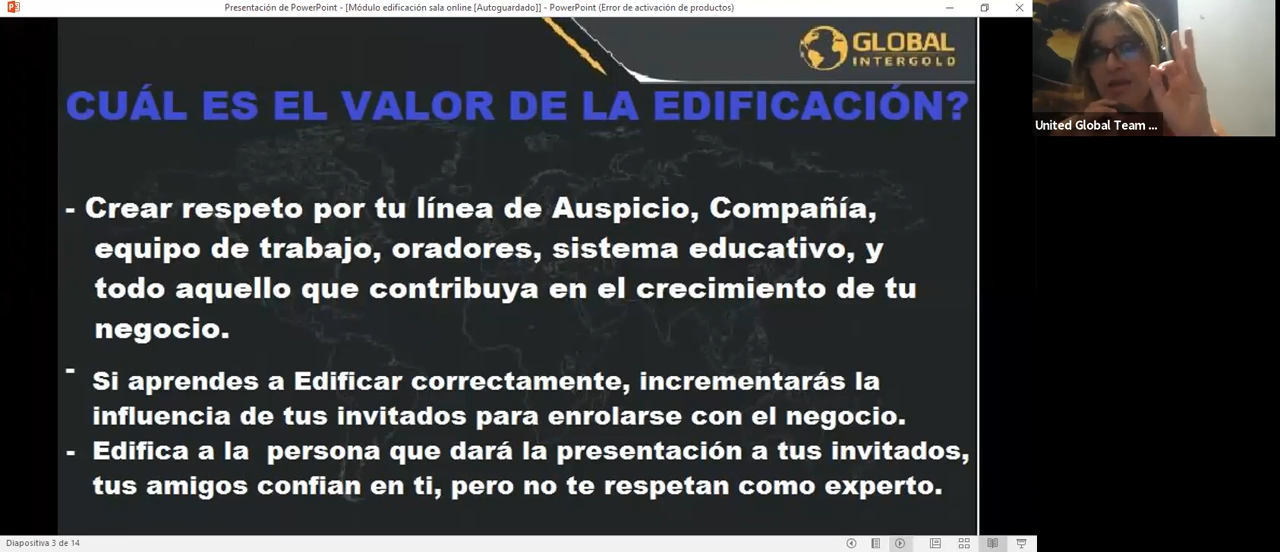 Presentación de PowerPoint - [Módulo edificación sala online [Autoguardado]] - PowerPoint (Error de activación de productos)
GLOBAL
INTERGOLD
CUÁL ES EL VALOR DE LA EDIFICACIÓN?
- Crear respeto por tu línea de Auspicio, Compañía,
equipo de trabajo, oradores, sistema educativo, y
todo aquello que contribuya en el crecimiento de tu
negocio.
- Si aprendes a Edificar correctamente, incrementarás la
influencia de tus invitados para enrolarse con el negocio.
- Edifica a la persona que dará la presentación a tus invitados,
tus amigos confian en ti, pero no te respetan como experto.
United Global Team ...
Diapositiva 3 de 14